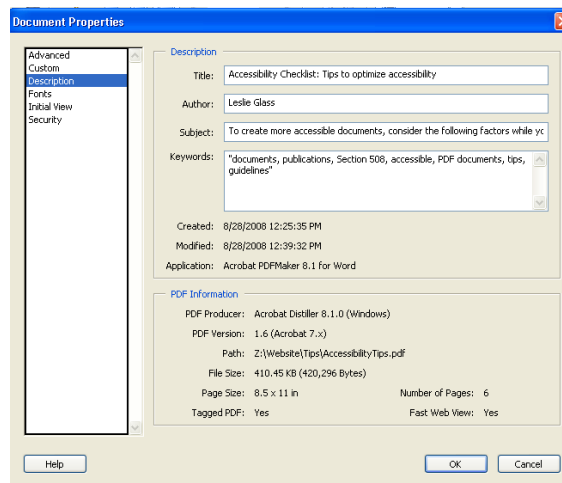 Document Properties
Advanced
Custom
Description
Fonts
Initial View
Security
Description
Title: Accessibility Checklist: Tips to optimize accessibility
Author: Leslie Glass
Subject: To create more accessible documents, consider the following factors while yo
Keywords: "documents, publications, Section 508, accessible, PDF documents, tips,
guidelines"
Created: 8/28/2008 12:25:35 PM
Modified: 8/28/2008 12:39:32 PM
Application: Acrobat PDFMaker 8.1 for Word
PDF Information
PDF Producer: Acrobat Distiller 8.1.0 (Windows)
PDF Version: 1.6 (Acrobat 7.x)
Path: Z:\Website\Tips\AccessibilityTips.pdf
File Size: 410.45 KB (420,296 Bytes)
Page Size: 8.5 x 11 in Number of Pages: 6
Tagged PDF: Yes Fast Web View: Yes
Help OK Cancel